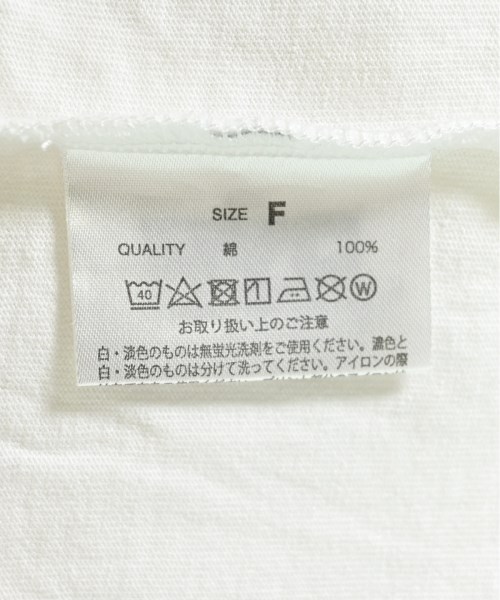 SIZE F
QUALITY 綿 100%
40 W
お取り扱い上のご注意
白・淡色のものは無蛍光洗剤をご使用ください。濃色と
白・淡色のものは分けて洗ってください。アイロンの際